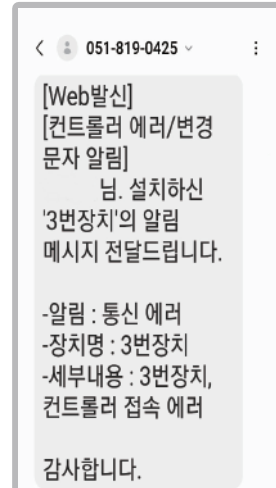 051-819-0425
[Web발신]
[컨트롤러 에러/변경
문자 알림]
님. 설치하신
'3번장치'의 알림
메시지 전달드립니다.
-알림 : 통신 에러
-장치명 : 3번장치
-세부내용 : 3번장치,
컨트롤러 접속 에러
감사합니다.